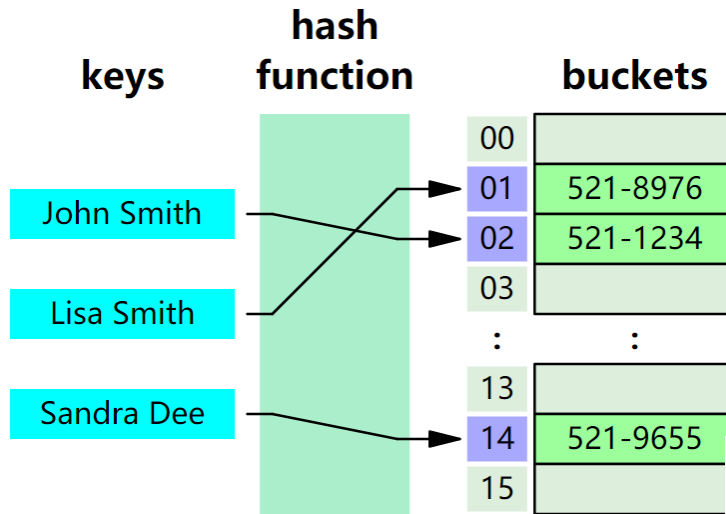 keys
hash
function
buckets
John Smith
Lisa Smith
Sandra Dee
00
01 521-8976
02 521-1234
03
: :
13
14 521-9655
15